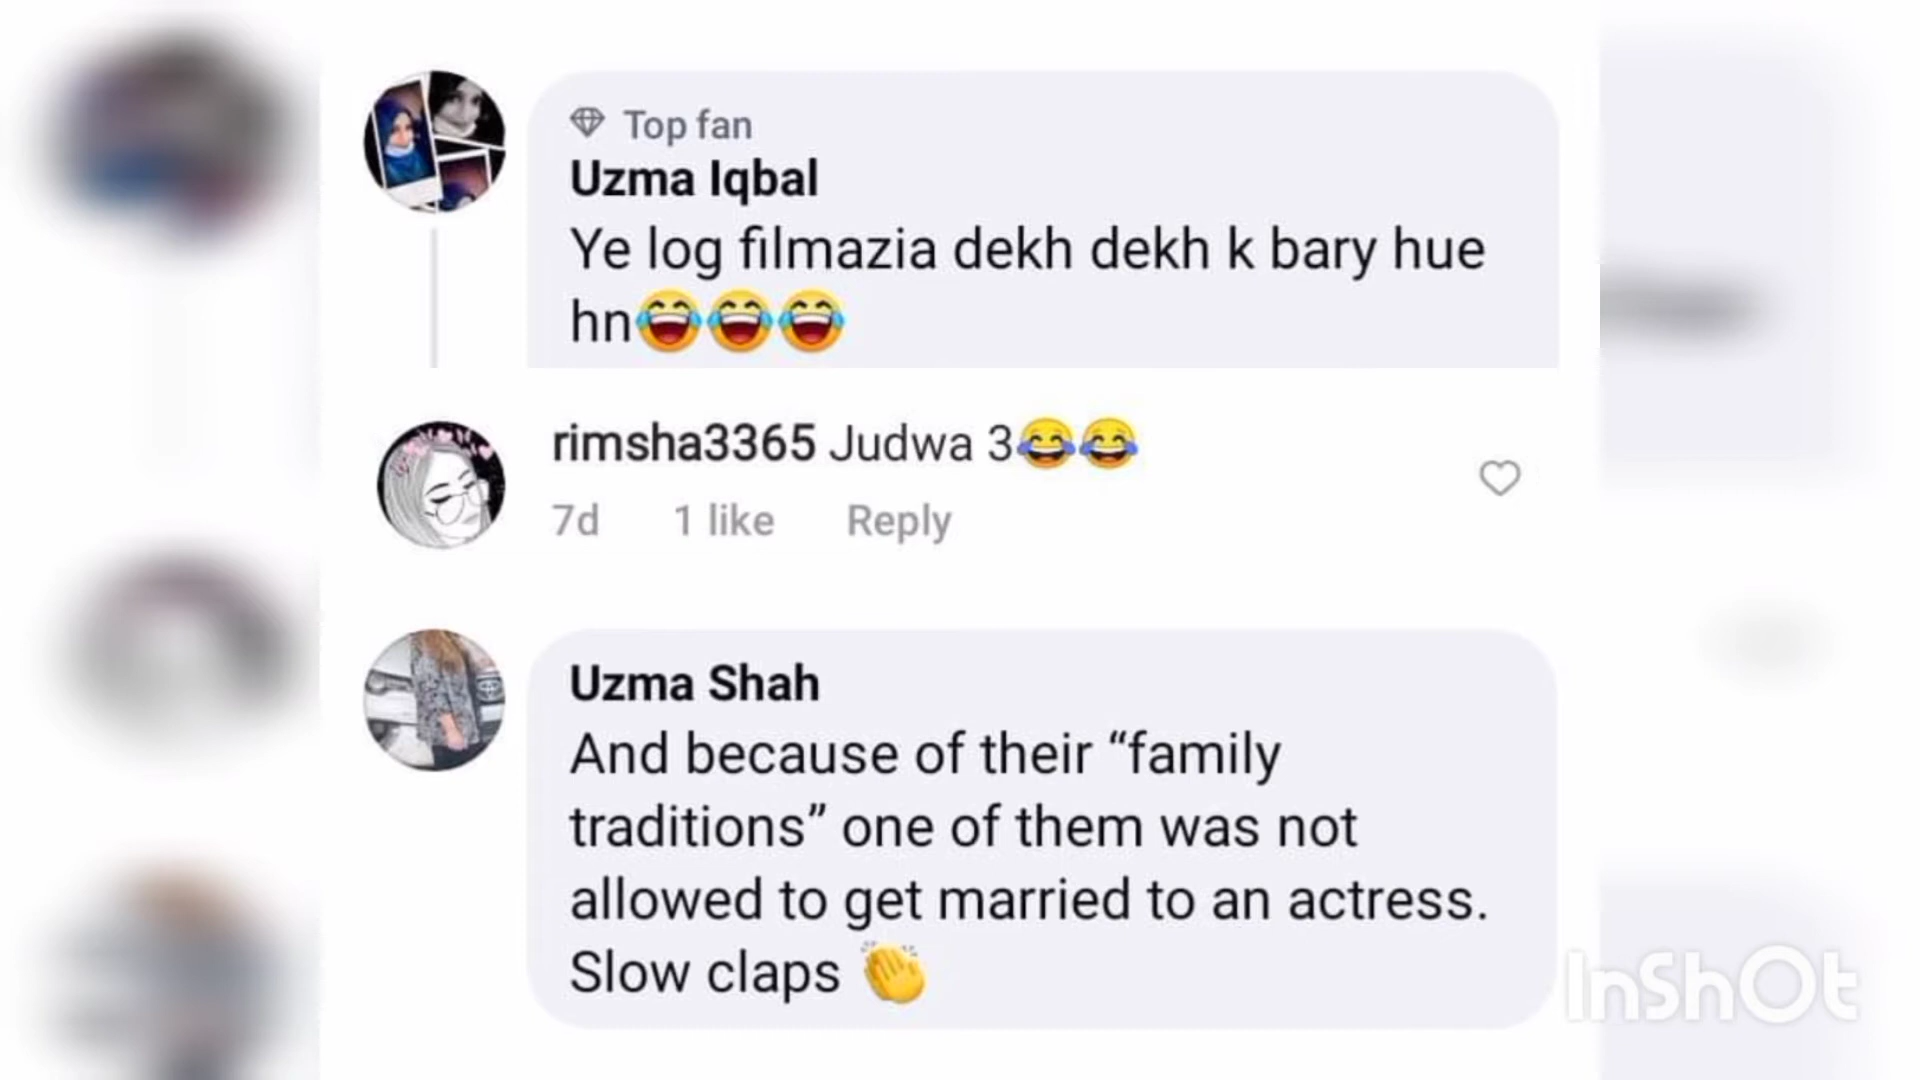 Top fan
Uzma Iqbal
Ye log filmazia dekh dekh k bary hue
hn😂😂😂
rimsha3365 Judwa 3😂😂
7d 1 like Reply
Uzma Shah
And because of their “family
traditions” one of them was not
allowed to get married to an actress.
Slow claps 👏
InShOt